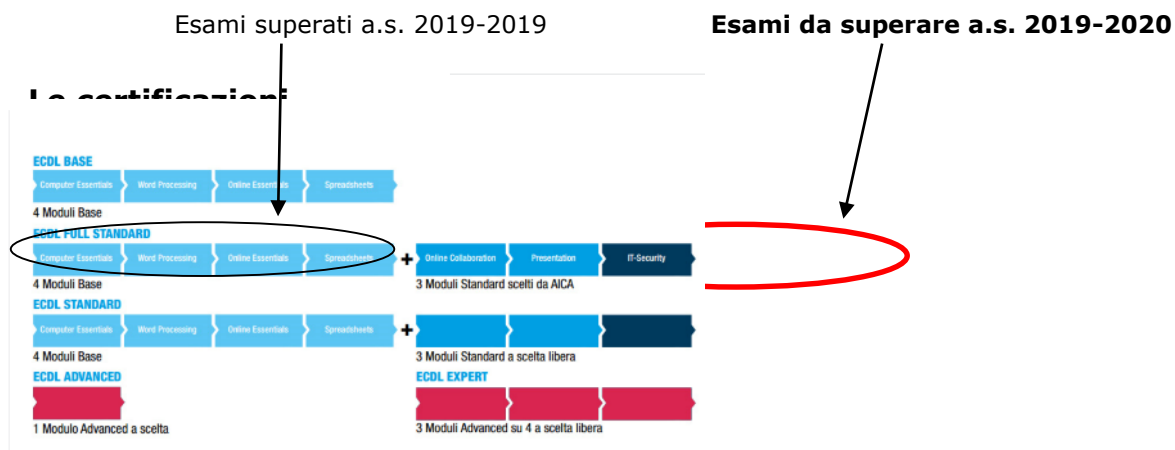 Esami superati a.s. 2019-2019 Esami da superare a.s. 2019-2020
Le certificazioni
ECDL BASE
Computer Essentials Word Processing Online Essentials Spreadsheets
4 Moduli Base
ECDL FULL STANDARD
Computer Essentials Word Processing Online Essentials Spreadsheets + Online Collaboration Presentation IT-Security
4 Moduli Base 3 Moduli Standard scelti da AICA
ECDL STANDARD
Computer Essentials Word Processing Online Essentials Spreadsheets +
4 Moduli Base 3 Moduli Standard a scelta libera
ECDL ADVANCED ECDL EXPERT
1 Modulo Advanced a scelta 3 Moduli Advanced su 4 a scelta libera